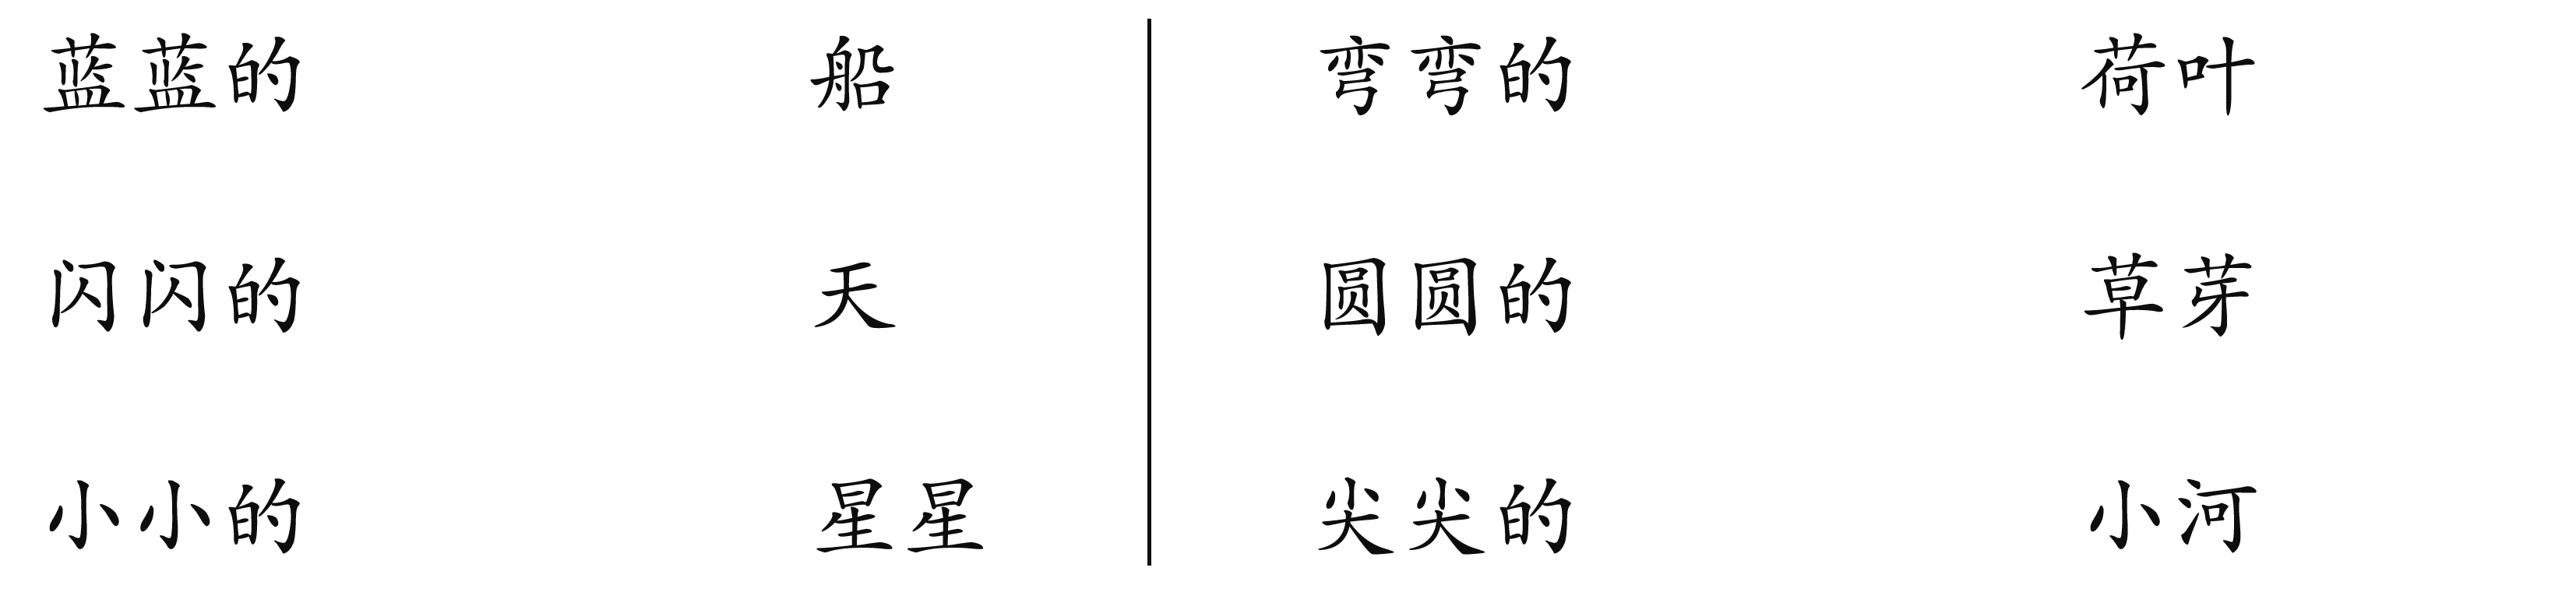 蓝蓝的 船 弯弯的 荷叶
闪闪的 天 圆圆的 草芽
小小的 星星 尖尖的 小河